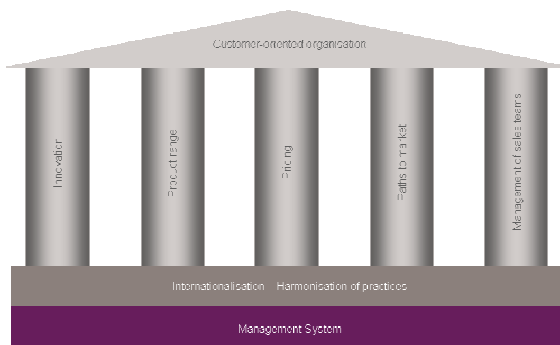 Customer-oriented organisation
Innovation
Product range
Pricing
Paths to market
Management of sales teams
Internationalisation – Harmonisation of practices
Management System